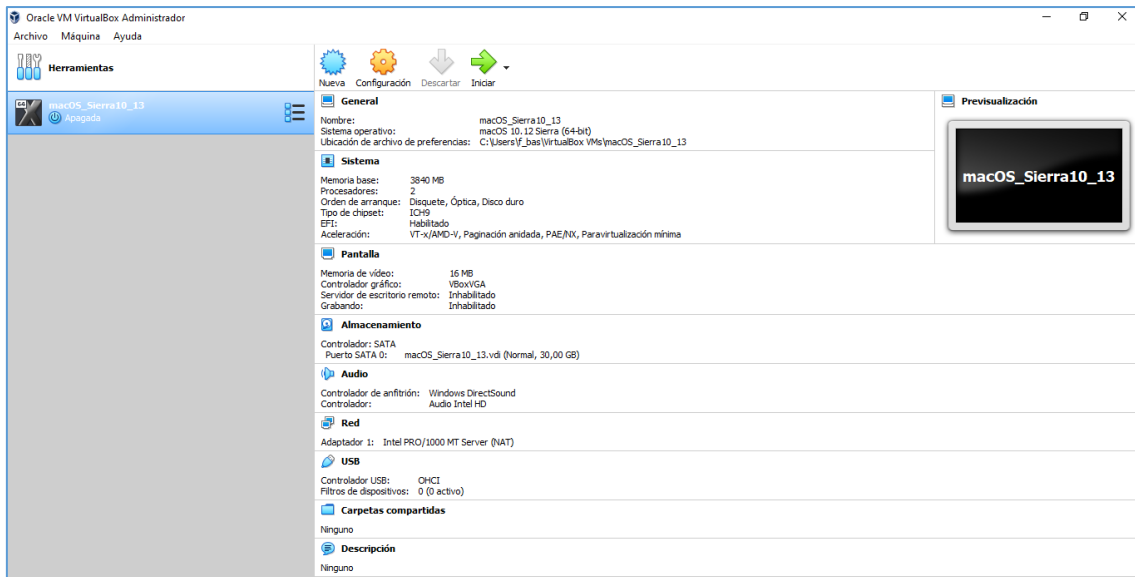 Oracle VM VirtualBox Administrador
Archivo Máquina Ayuda
Herramientas
Nueva Configuración Descartar Iniciar
64
macOS_Sierra10_13
Apagada
General
Nombre: macOS_Sierra10_13
Sistema operativo: macOS 10.12 Sierra (64-bit)
Ubicación de archivo de preferencias: C:\Users\f_bas\VirtualBox VMs\macOS_Sierra10_13
Previsualización
macOS_Sierra10_13
Sistema
Memoria base: 3840 MB
Procesadores: 2
Orden de arranque: Disquete, Óptica, Disco duro
Tipo de chipset: ICH9
EFI: Habilitado
Aceleración: VT-x/AMD-V, Paginación anidada, PAE/NX, Paravirtualización mínima
Pantalla
Memoria de vídeo: 16 MB
Controlador gráfico: VBoxVGA
Servidor de escritorio remoto: Inhabilitado
Grabando: Inhabilitado
Almacenamiento
Controlador: SATA
Puerto SATA 0: macOS_Sierra10_13.vdi (Normal, 30,00 GB)
Audio
Controlador de anfitrión: Windows DirectSound
Controlador: Audio Intel HD
Red
Adaptador 1: Intel PRO/1000 MT Server (NAT)
USB
Controlador USB: OHCI
Filtros de dispositivos: 0 (0 activo)
Carpetas compartidas
Ninguno
Descripción
Ninguno